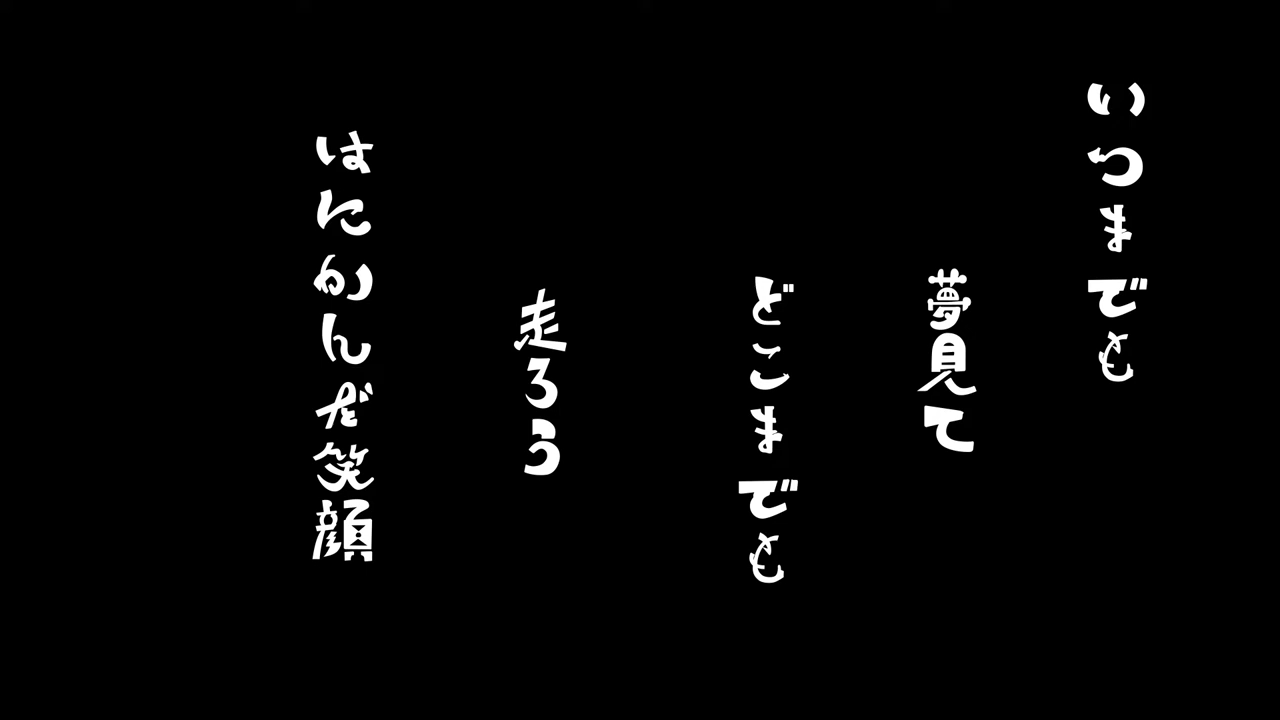 いつまでも
夢見て
どこまでも
走ろう
はにかんだ笑顔